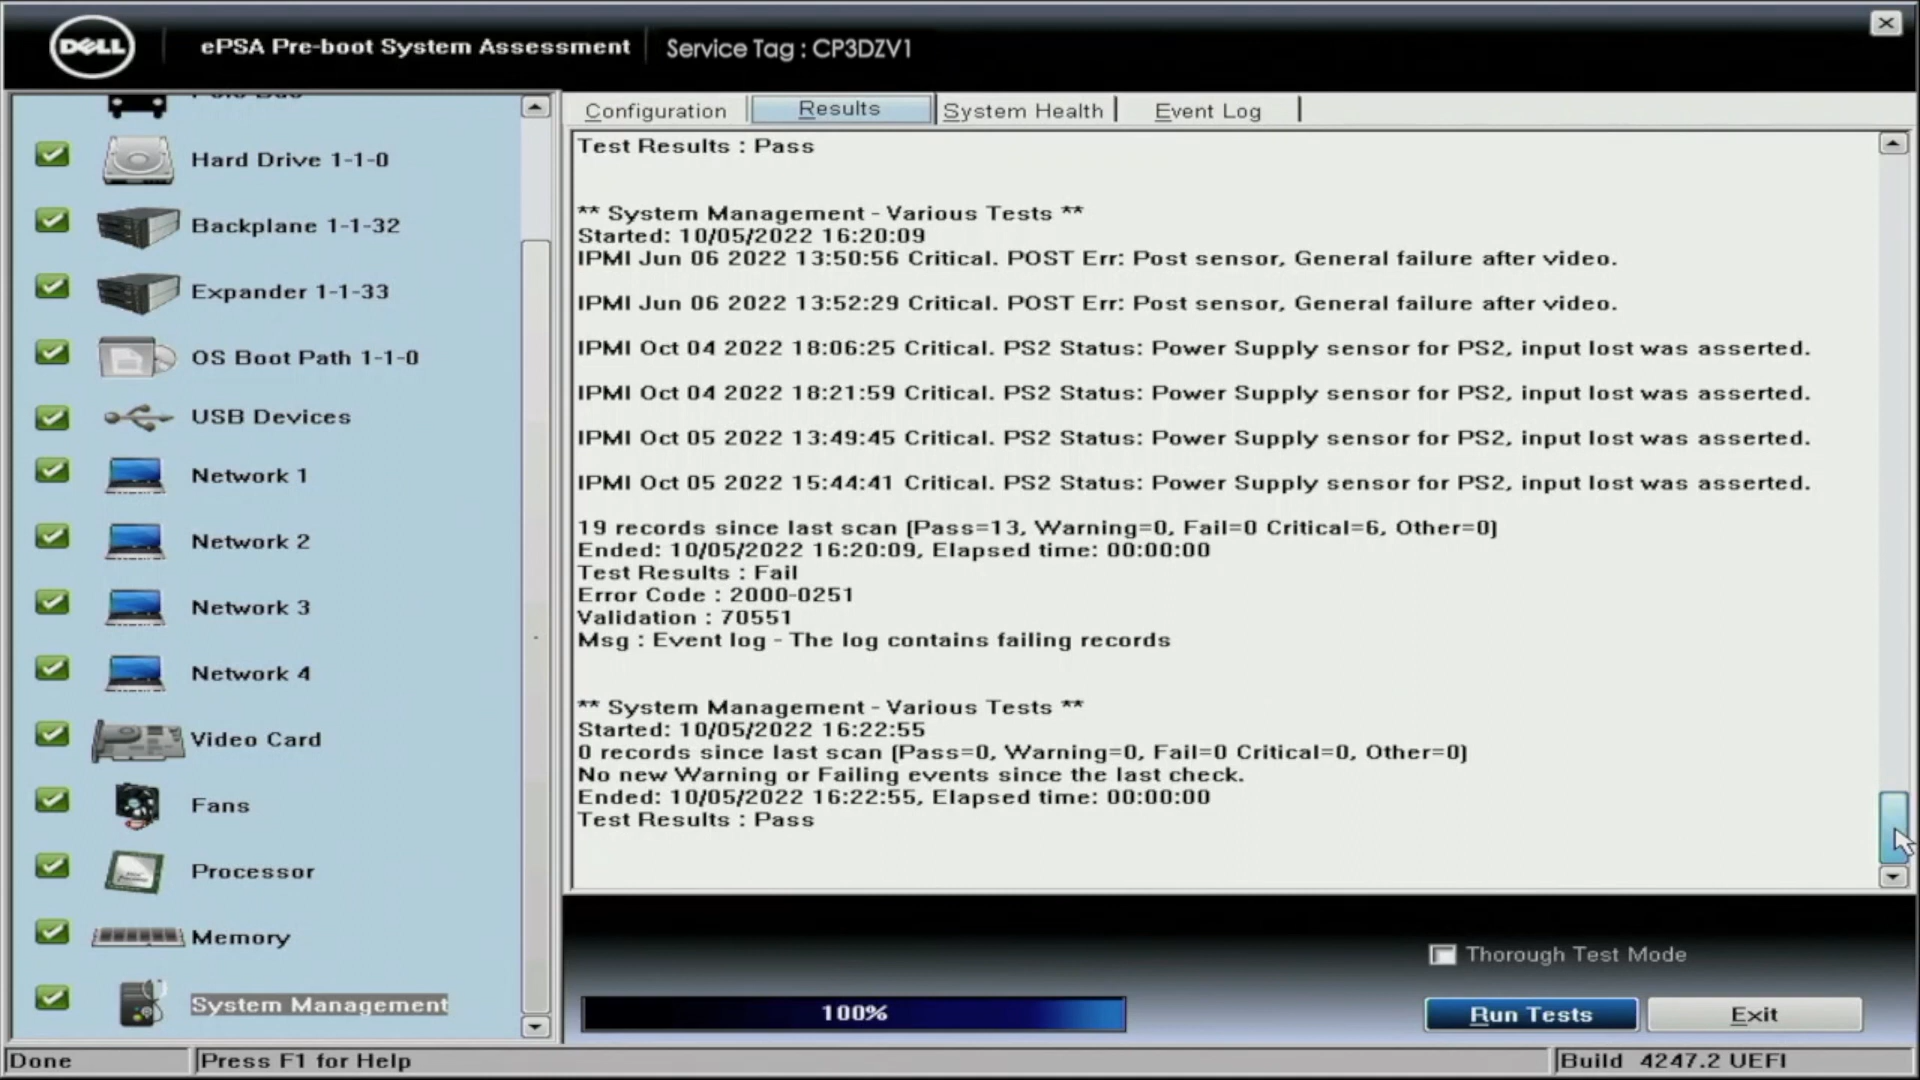 DELL
ePSA Pre-boot System Assessment
Service Tag : CP3DZV1
Hard Drive 1-1-0
Backplane 1-1-32
Expander 1-1-33
OS Boot Path 1-1-0
USB Devices
Network 1
Network 2
Network 3
Network 4
Video Card
Fans
Processor
Memory
System Management
Configuration
Results
System Health
Event Log
Test Results : Pass
** System Management - Various Tests **
Started: 10/05/2022 16:20:09
IPMI Jun 06 2022 13:50:56 Critical. POST Err: Post sensor, General failure after video.
IPMI Jun 06 2022 13:52:29 Critical. POST Err: Post sensor, General failure after video.
IPMI Oct 04 2022 18:06:25 Critical. PS2 Status: Power Supply sensor for PS2, input lost was asserted.
IPMI Oct 04 2022 18:21:59 Critical. PS2 Status: Power Supply sensor for PS2, input lost was asserted.
IPMI Oct 05 2022 13:49:45 Critical. PS2 Status: Power Supply sensor for PS2, input lost was asserted.
IPMI Oct 05 2022 15:44:41 Critical. PS2 Status: Power Supply sensor for PS2, input lost was asserted.
19 records since last scan (Pass=13, Warning=0, Fail=0 Critical=6, Other=0)
Ended: 10/05/2022 16:20:09, Elapsed time: 00:00:00
Test Results : Fail
Error Code : 2000-0251
Validation : 70551
Msg : Event log - The log contains failing records
** System Management - Various Tests **
Started: 10/05/2022 16:22:55
0 records since last scan (Pass=0, Warning=0, Fail=0 Critical=0, Other=0)
No new Warning or Failing events since the last check.
Ended: 10/05/2022 16:22:55, Elapsed time: 00:00:00
Test Results : Pass
Thorough Test Mode
100%
Run Tests
Exit
Done
Press F1 for Help
Build 4247.2 UEFI